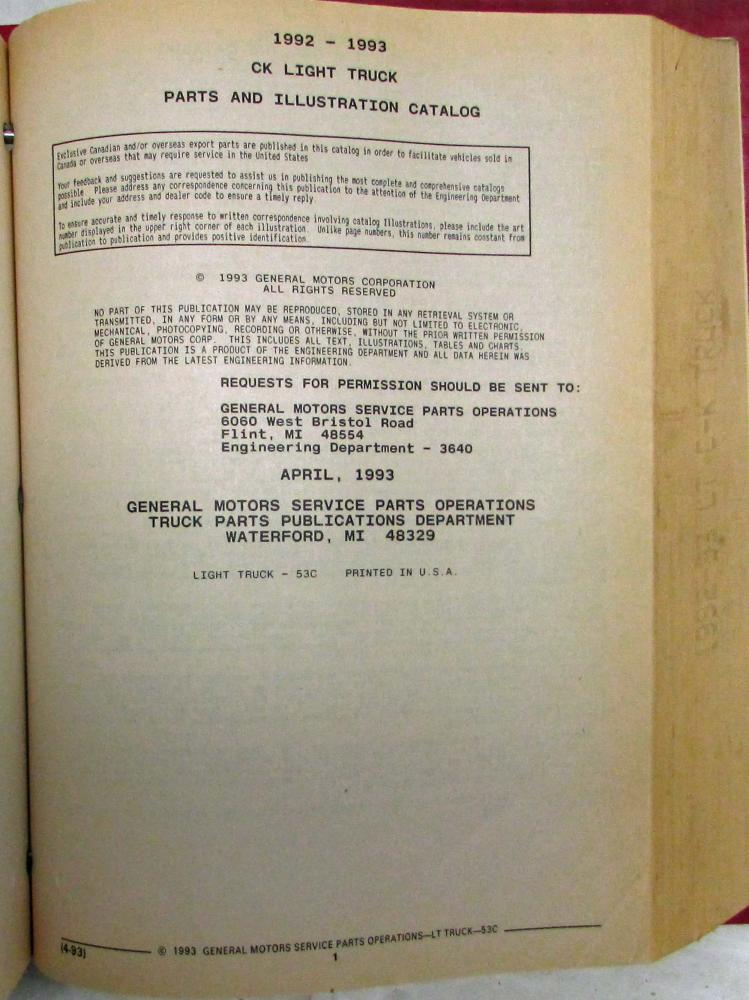 1992 - 1993
CK LIGHT TRUCK
PARTS AND ILLUSTRATION CATALOG
Exclusive Canadian and/or overseas export parts are published in this catalog in order to facilitate vehicles sold in
Canada or overseas that may require service in the United States
Your feedback and suggestions are requested to assist us in publishing the most complete and comprehensive catalogs
possible. Please address any correspondence concerning this publication to the attention of the Engineering Department
and include your address and dealer code to ensure a timely reply.
To ensure accurate and timely response to written correspondence involving catalog Illustrations, please include the art
number displayed in the upper right corner of each illustration. Unlike page numbers, this number remains constant from
publication to publication and provides positive identification.
© 1993 GENERAL MOTORS CORPORATION
ALL RIGHTS RESERVED
NO PART OF THIS PUBLICATION MAY BE REPRODUCED, STORED IN ANY RETRIEVAL SYSTEM OR
TRANSMITTED, IN ANY FORM OR BY ANY MEANS, INCLUDING BUT NOT LIMITED TO ELECTRONIC,
MECHANICAL, PHOTOCOPYING, RECORDING OR OTHERWISE, WITHOUT THE PRIOR WRITTEN PERMISSION
OF GENERAL MOTORS CORP. THIS INCLUDES ALL TEXT, ILLUSTRATIONS, TABLES AND CHARTS.
THIS PUBLICATION IS A PRODUCT OF THE ENGINEERING DEPARTMENT AND ALL DATA HEREIN WAS
DERIVED FROM THE LATEST ENGINEERING INFORMATION.
REQUESTS FOR PERMISSION SHOULD BE SENT TO:
GENERAL MOTORS SERVICE PARTS OPERATIONS
6060 West Bristol Road
Flint, MI 48554
Engineering Department - 3640
APRIL, 1993
GENERAL MOTORS SERVICE PARTS OPERATIONS
TRUCK PARTS PUBLICATIONS DEPARTMENT
WATERFORD, MI 48329
LIGHT TRUCK - 53C PRINTED IN U.S.A.
(4-93) © 1993 GENERAL MOTORS SERVICE PARTS OPERATIONS—LT TRUCK—53C
1